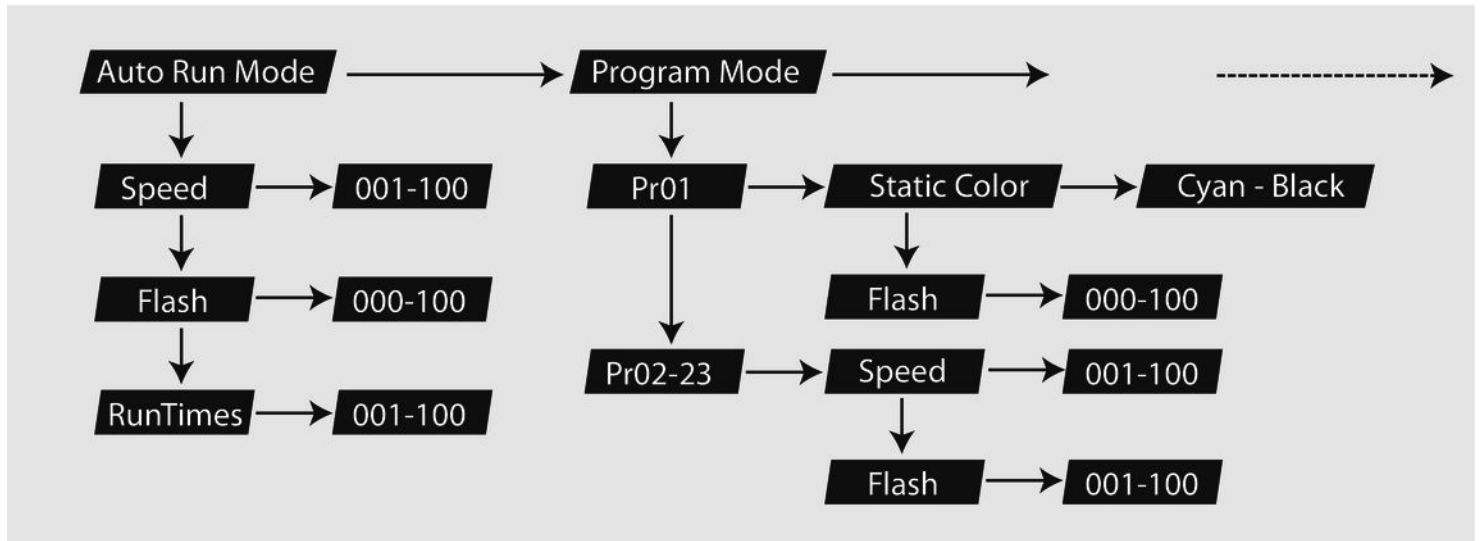 Auto Run Mode
Program Mode
Speed
001-100
Pr01
Static Color
Cyan - Black
Flash
000-100
Flash
000-100
Pr02-23
Speed
001-100
RunTimes
001-100
Flash
001-100